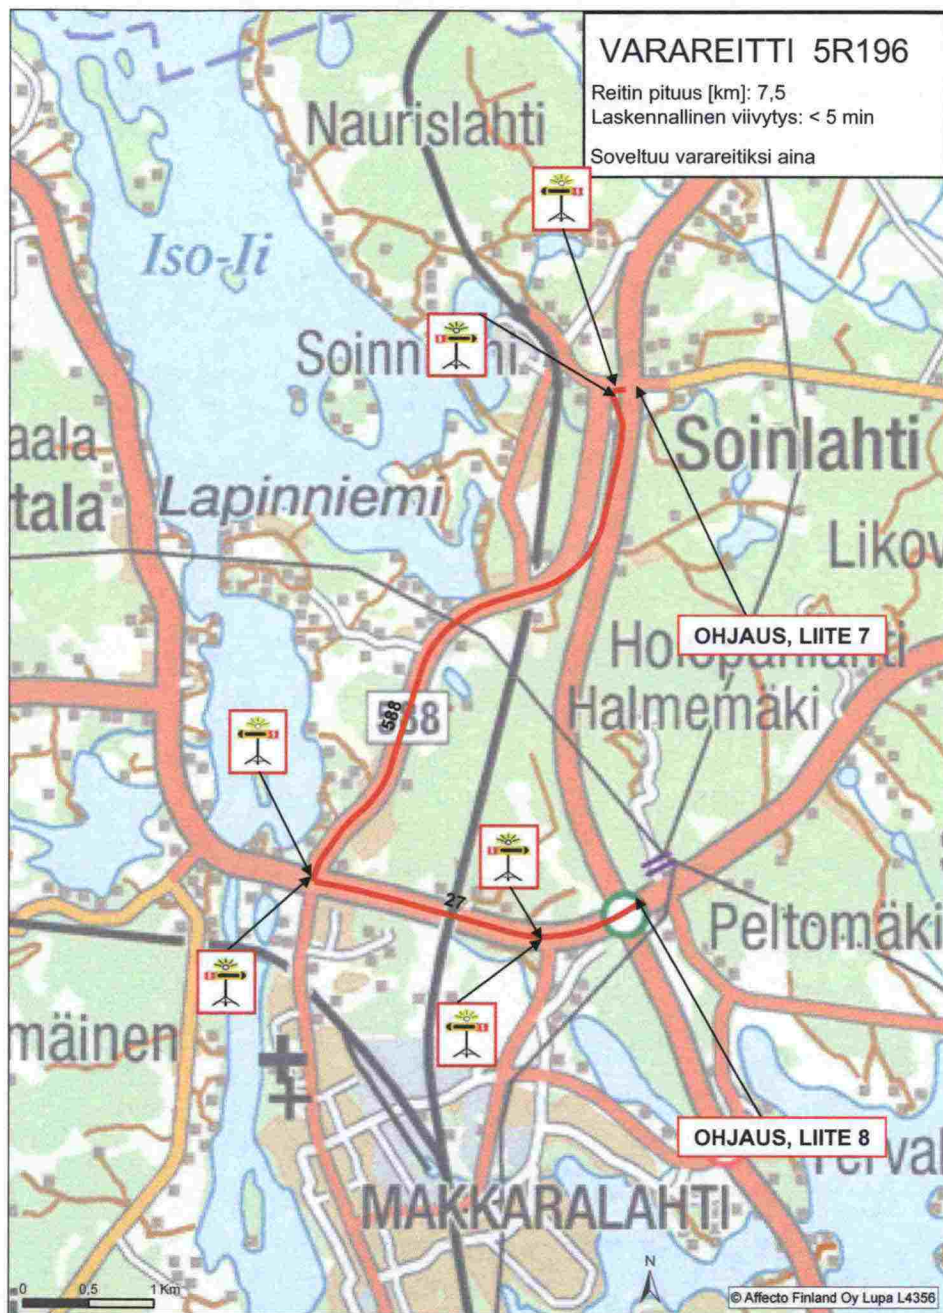 VARAREITTI 5R196
Reitin pituus [km]: 7,5
Laskennallinen viivytys: < 5 min
Soveltuu varareitiksi aina
Naurislahti
Iso-Ii
Soinlahti
Lapinniemi
OHJAUS, LIITE 7
Halmemäki
588
27
Peltomäki
mäinen
OHJAUS, LIITE 8
MAKKARALAHTI
0 0,5 1 Km
N
© Affecto Finland Oy Lupa L4356